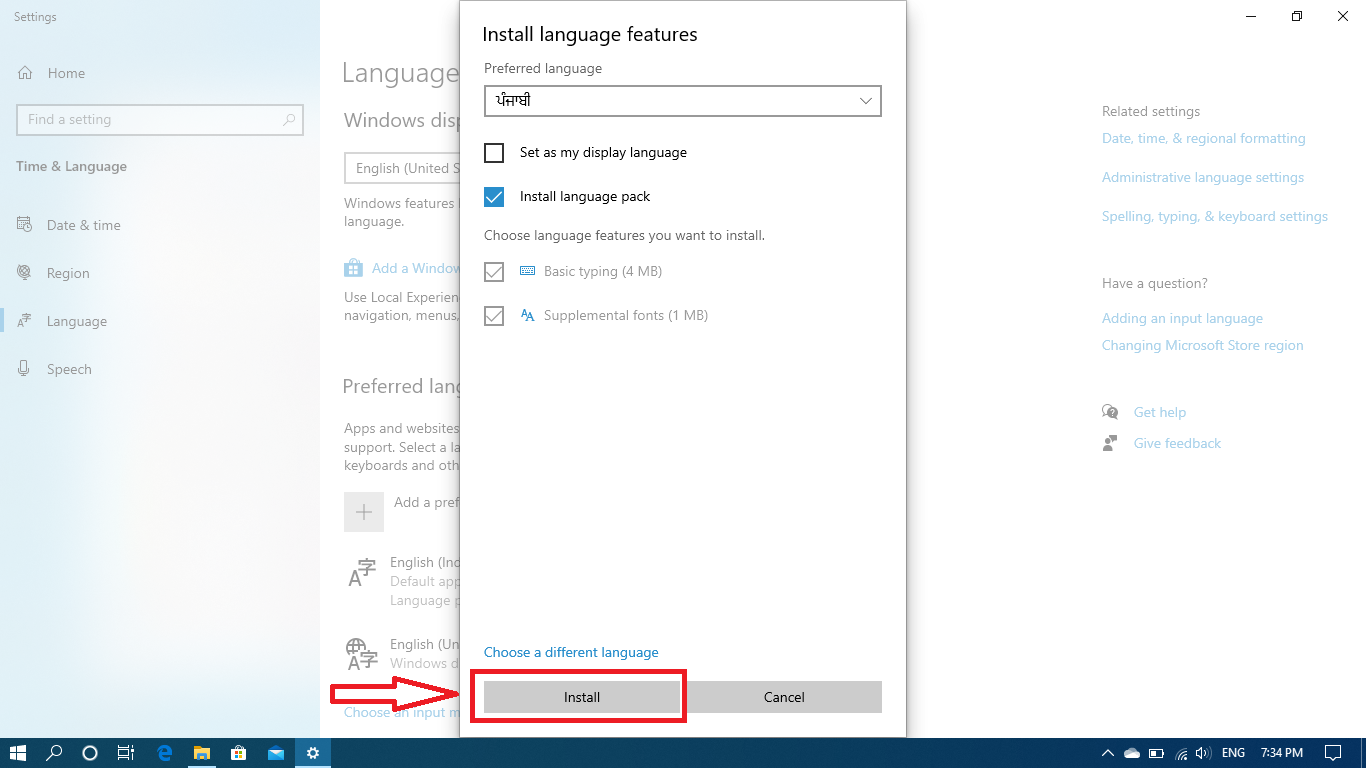 Settings
Home
Find a setting
Time & Language
Date & time
Region
Language
Speech
Language
Windows disp
English (United S
Windows features
language.
Add a Window
Use Local Experien
navigation, menus,
Preferred lang
Apps and websites
support. Select a la
keyboards and oth
Add a pref
English (Ind
Default app
Language p
English (Un
Windows d
Choose an input m
Install language features
Preferred language
ਪੰਜਾਬੀ
Set as my display language
Install language pack
Choose language features you want to install.
Basic typing (4 MB)
Supplemental fonts (1 MB)
Choose a different language
Install
Cancel
Related settings
Date, time, & regional formatting
Administrative language settings
Spelling, typing, & keyboard settings
Have a question?
Adding an input language
Changing Microsoft Store region
Get help
Give feedback
ENG
7:34 PM